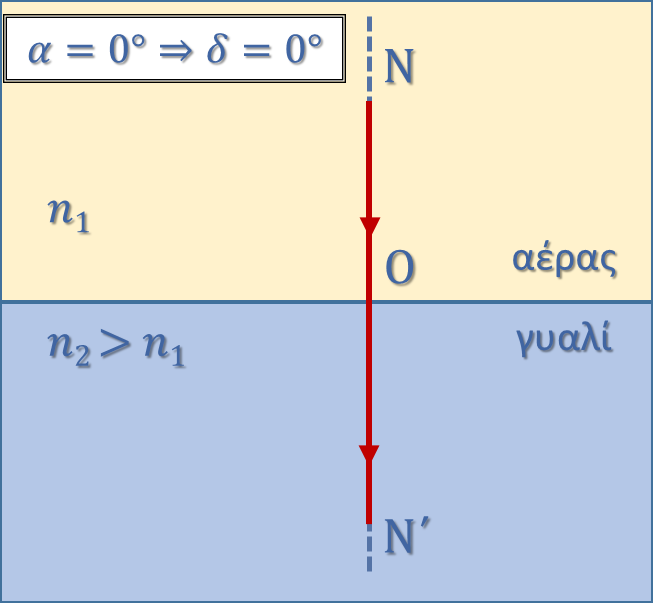 α = 0° ⇒ δ = 0°
N
n₁
O
αέρας
n₂ > n₁
γυαλί
N′